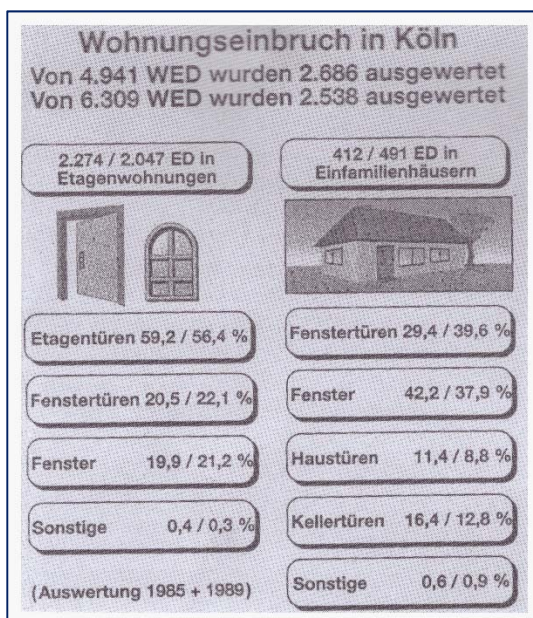 Wohnungseinbruch in Köln
Von 4.941 WED wurden 2.686 ausgewertet
Von 6.309 WED wurden 2.538 ausgewertet
2.274 / 2.047 ED in
Etagenwohnungen
Etagentüren 59,2 / 56,4 %
Fenstertüren 20,5 / 22,1 %
Fenster 19,9 / 21,2 %
Sonstige 0,4 / 0,3 %
(Auswertung 1985 + 1989)
412 / 491 ED in
Einfamilienhäusern
Fenstertüren 29,4 / 39,6 %
Fenster 42,2 / 37,9 %
Haustüren 11,4 / 8,8 %
Kellertüren 16,4 / 12,8 %
Sonstige 0,6 / 0,9 %